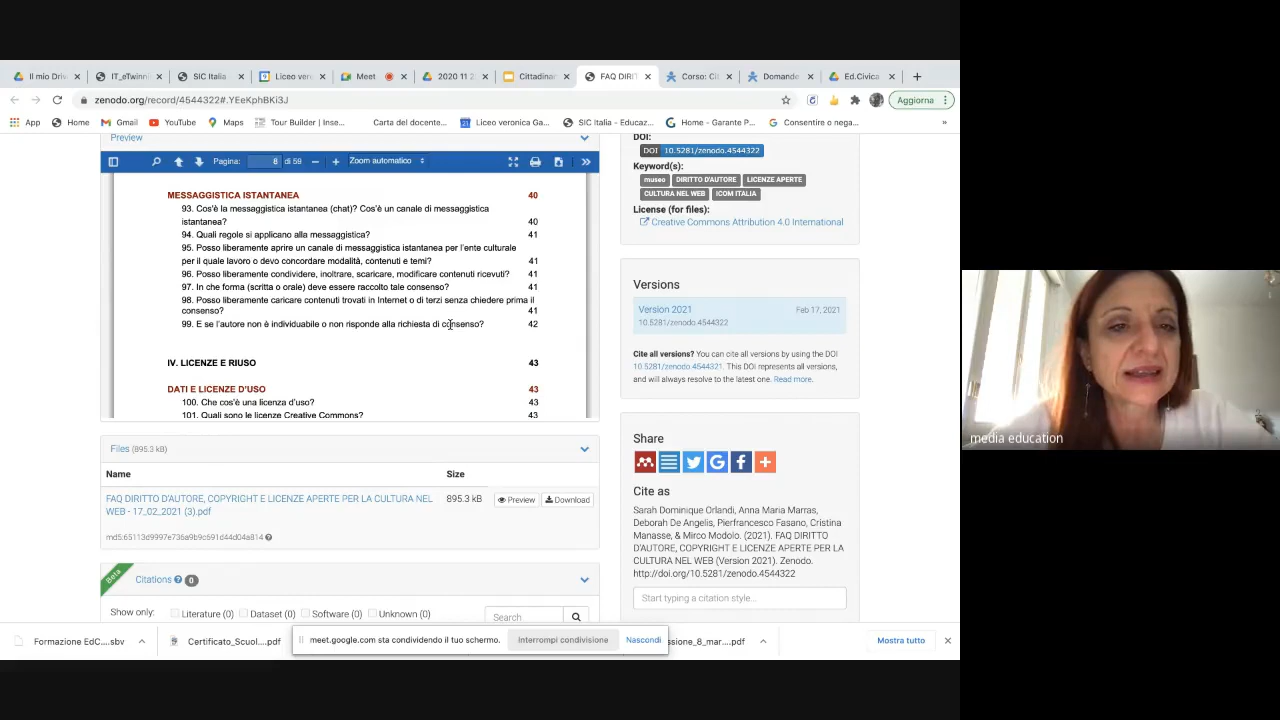 Il mio Driv
IT_eTwinni
SIC Italia
Liceo vere
Meet
2020 11 2
Cittadinan
FAQ DIRIT
Corso: Cit
Domando
Ed.Civica
zenodo.org/record/4544322#.YEeKphBKi3J
Aggiorna
App
Home
Gmail
YouTube
Maps
Tour Builder | Inse...
Carta del docente...
Liceo veronica Ga...
SIC Italia - Educaz...
Home - Garante P...
Consentire o nega...
»
Preview
Pagina: 8 di 59
Zoom automatico
MESSAGGISTICA ISTANTANEA 40
93. Cos'è la messaggistica istantanea (chat)? Cos'è un canale di messaggistica
istantanea? 40
94. Quali regole si applicano alla messaggistica? 41
95. Posso liberamente aprire un canale di messaggistica istantanea per l'ente culturale
per il quale lavoro o devo concordare modalità, contenuti e temi? 41
96. Posso liberamente condividere, inoltrare, scaricare, modificare contenuti ricevuti? 41
97. In che forma (scritta o orale) deve essere raccolto tale consenso? 41
98. Posso liberamente caricare contenuti trovati in Internet o di terzi senza chiedere prima il
consenso? 41
99. E se l'autore non è individuabile o non risponde alla richiesta di consenso? 42
IV. LICENZE E RIUSO 43
DATI E LICENZE D'USO 43
100. Che cos'è una licenza d'uso? 43
101. Quali sono le licenze Creative Commons? 43
Files (895.3 kB)
Name Size
FAQ DIRITTO D'AUTORE, COPYRIGHT E LICENZE APERTE PER LA CULTURA NEL
WEB - 17_02_2021 (3).pdf
895.3 kB
Preview
Download
md5:65113d9997e736a9b9c691d44d04a814
Beta
Citations 0
Show only:
Literature (0)
Dataset (0)
Software (0)
Unknown (0)
Search
DOI:
DOI 10.5281/zenodo.4544322
Keyword(s):
museo DIRITTO D'AUTORE LICENZE APERTE
CULTURA NEL WEB ICOM ITALIA
License (for files):
Creative Commons Attribution 4.0 International
Versions
Version 2021 Feb 17, 2021
10.5281/zenodo.4544322
Cite all versions? You can cite all versions by using the DOI
10.5281/zenodo.4544321. This DOI represents all versions,
and will always resolve to the latest one. Read more.
Share
Cite as
Sarah Dominique Orlandi, Anna Maria Marras,
Deborah De Angelis, Pierfrancesco Fasano, Cristina
Manasse, & Mirco Modolo. (2021). FAQ DIRITTO
D'AUTORE, COPYRIGHT E LICENZE APERTE PER LA
CULTURA NEL WEB (Version 2021). Zenodo.
http://doi.org/10.5281/zenodo.4544322
Start typing a citation style...
Formazione EdC....sbv
Certificato_Scuol....pdf
meet.google.com sta condividendo il tuo schermo.
Interrompi condivisione
Nascondi
ssione_8_mar....pdf
Mostra tutto
media education